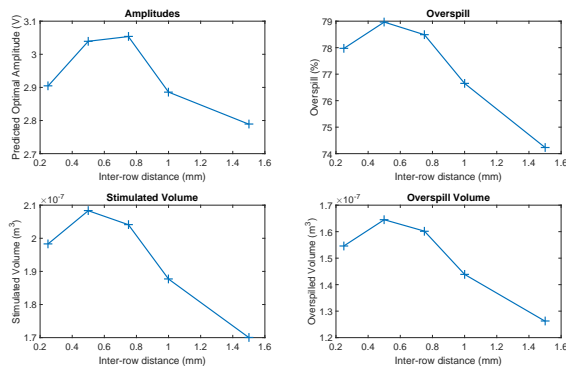 Amplitudes
Predicted Optimal Amplitude (V)
3.1
3
2.9
2.8
2.7
0.2 0.4 0.6 0.8 1 1.2 1.4 1.6
Inter-row distance (mm)
Overspill
Overspill (%)
79
78
77
76
75
74
0.2 0.4 0.6 0.8 1 1.2 1.4 1.6
Inter-row distance (mm)
Stimulated Volume
×10⁻⁷
Stimulated Volume (m³)
2.1
2
1.9
1.8
1.7
0.2 0.4 0.6 0.8 1 1.2 1.4 1.6
Inter-row distance (mm)
Overspill Volume
×10⁻⁷
Overspilled Volume (m³)
1.7
1.6
1.5
1.4
1.3
1.2
0.2 0.4 0.6 0.8 1 1.2 1.4 1.6
Inter-row distance (mm)